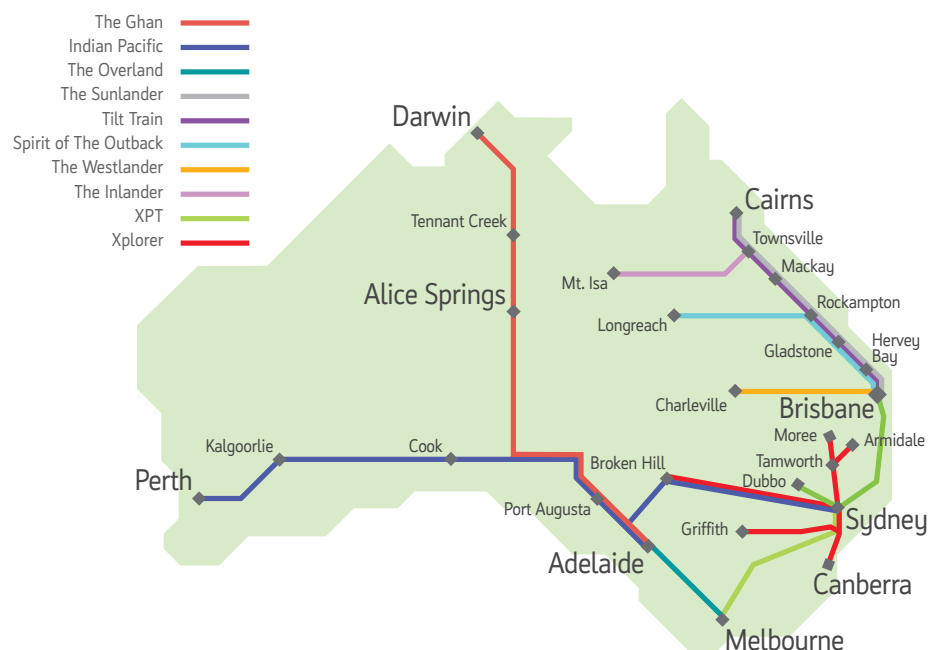 The Ghan
Indian Pacific
The Overland
The Sunlander
Tilt Train
Spirit of The Outback
The Westlander
The Inlander
XPT
Xplorer
Darwin
Cairns
Tennant Creek
Townsville
Mackay
Mt. Isa
Alice Springs
Rockampton
Longreach
Gladstone
Hervey
Bay
Charleville
Brisbane
Moree
Armidale
Kalgoorlie
Cook
Broken Hill
Tamworth
Perth
Dubbo
Port Augusta
Sydney
Griffith
Adelaide
Canberra
Melbourne